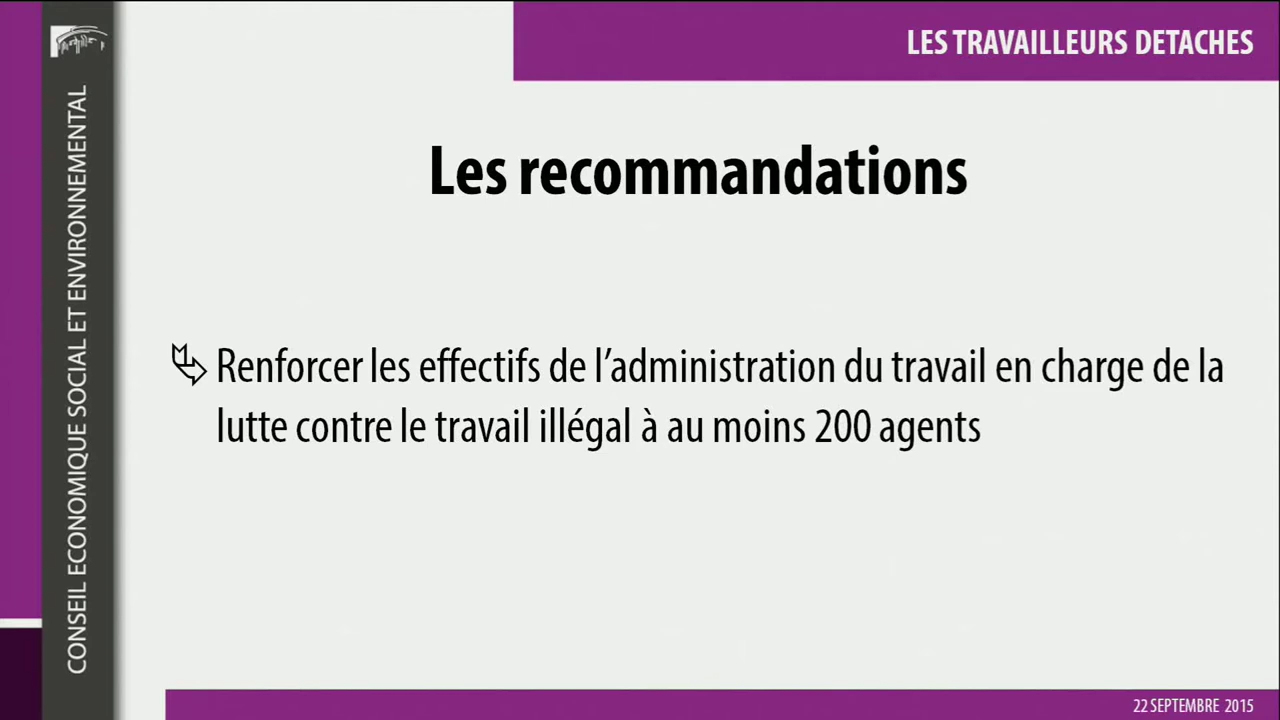 LES TRAVAILLEURS DETACHES
CONSEIL ECONOMIQUE SOCIAL ET ENVIRONNEMENTAL
Les recommandations
Renforcer les effectifs de l’administration du travail en charge de la
lutte contre le travail illégal à au moins 200 agents
22 SEPTEMBRE 2015